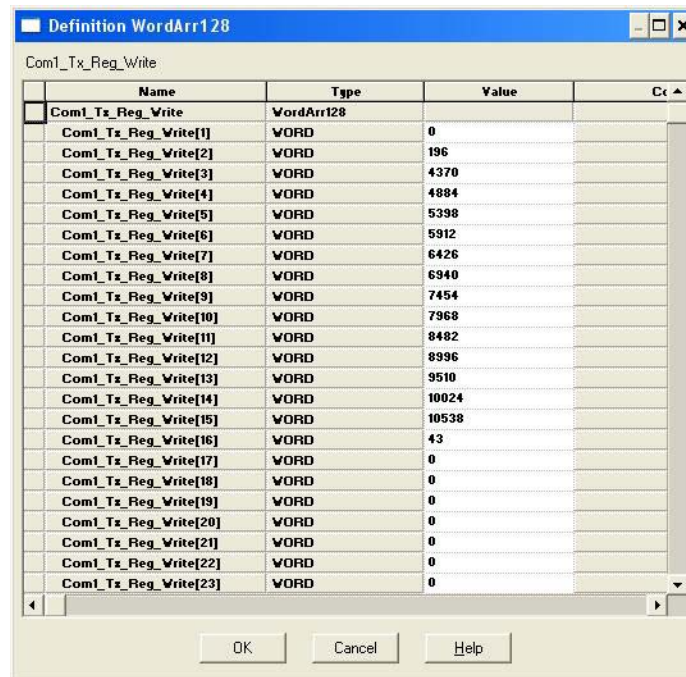 Definition WordArr128
Com1_Tx_Reg_Write
Name Type Value
Com1_Tx_Reg_Write WordArr128
Com1_Tx_Reg_Write[1] WORD 0
Com1_Tx_Reg_Write[2] WORD 196
Com1_Tx_Reg_Write[3] WORD 4370
Com1_Tx_Reg_Write[4] WORD 4884
Com1_Tx_Reg_Write[5] WORD 5398
Com1_Tx_Reg_Write[6] WORD 5912
Com1_Tx_Reg_Write[7] WORD 6426
Com1_Tx_Reg_Write[8] WORD 6940
Com1_Tx_Reg_Write[9] WORD 7454
Com1_Tx_Reg_Write[10] WORD 7968
Com1_Tx_Reg_Write[11] WORD 8482
Com1_Tx_Reg_Write[12] WORD 8996
Com1_Tx_Reg_Write[13] WORD 9510
Com1_Tx_Reg_Write[14] WORD 10024
Com1_Tx_Reg_Write[15] WORD 10538
Com1_Tx_Reg_Write[16] WORD 43
Com1_Tx_Reg_Write[17] WORD 0
Com1_Tx_Reg_Write[18] WORD 0
Com1_Tx_Reg_Write[19] WORD 0
Com1_Tx_Reg_Write[20] WORD 0
Com1_Tx_Reg_Write[21] WORD 0
Com1_Tx_Reg_Write[22] WORD 0
Com1_Tx_Reg_Write[23] WORD 0
OK Cancel Help